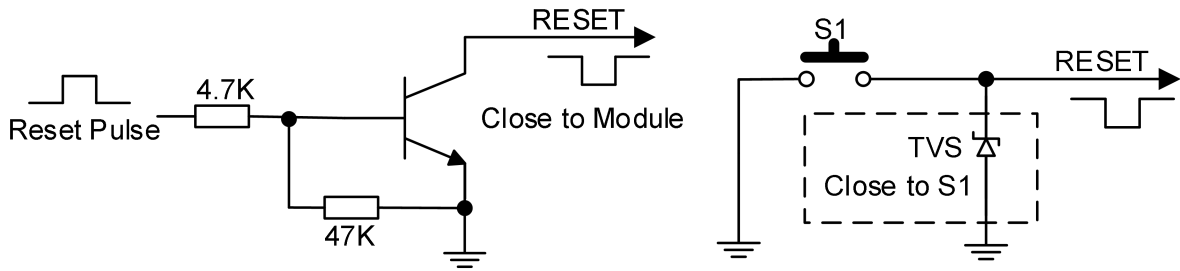 RESET
4.7K
Reset Pulse
Close to Module
47K
S1
RESET
TVS
Close to S1